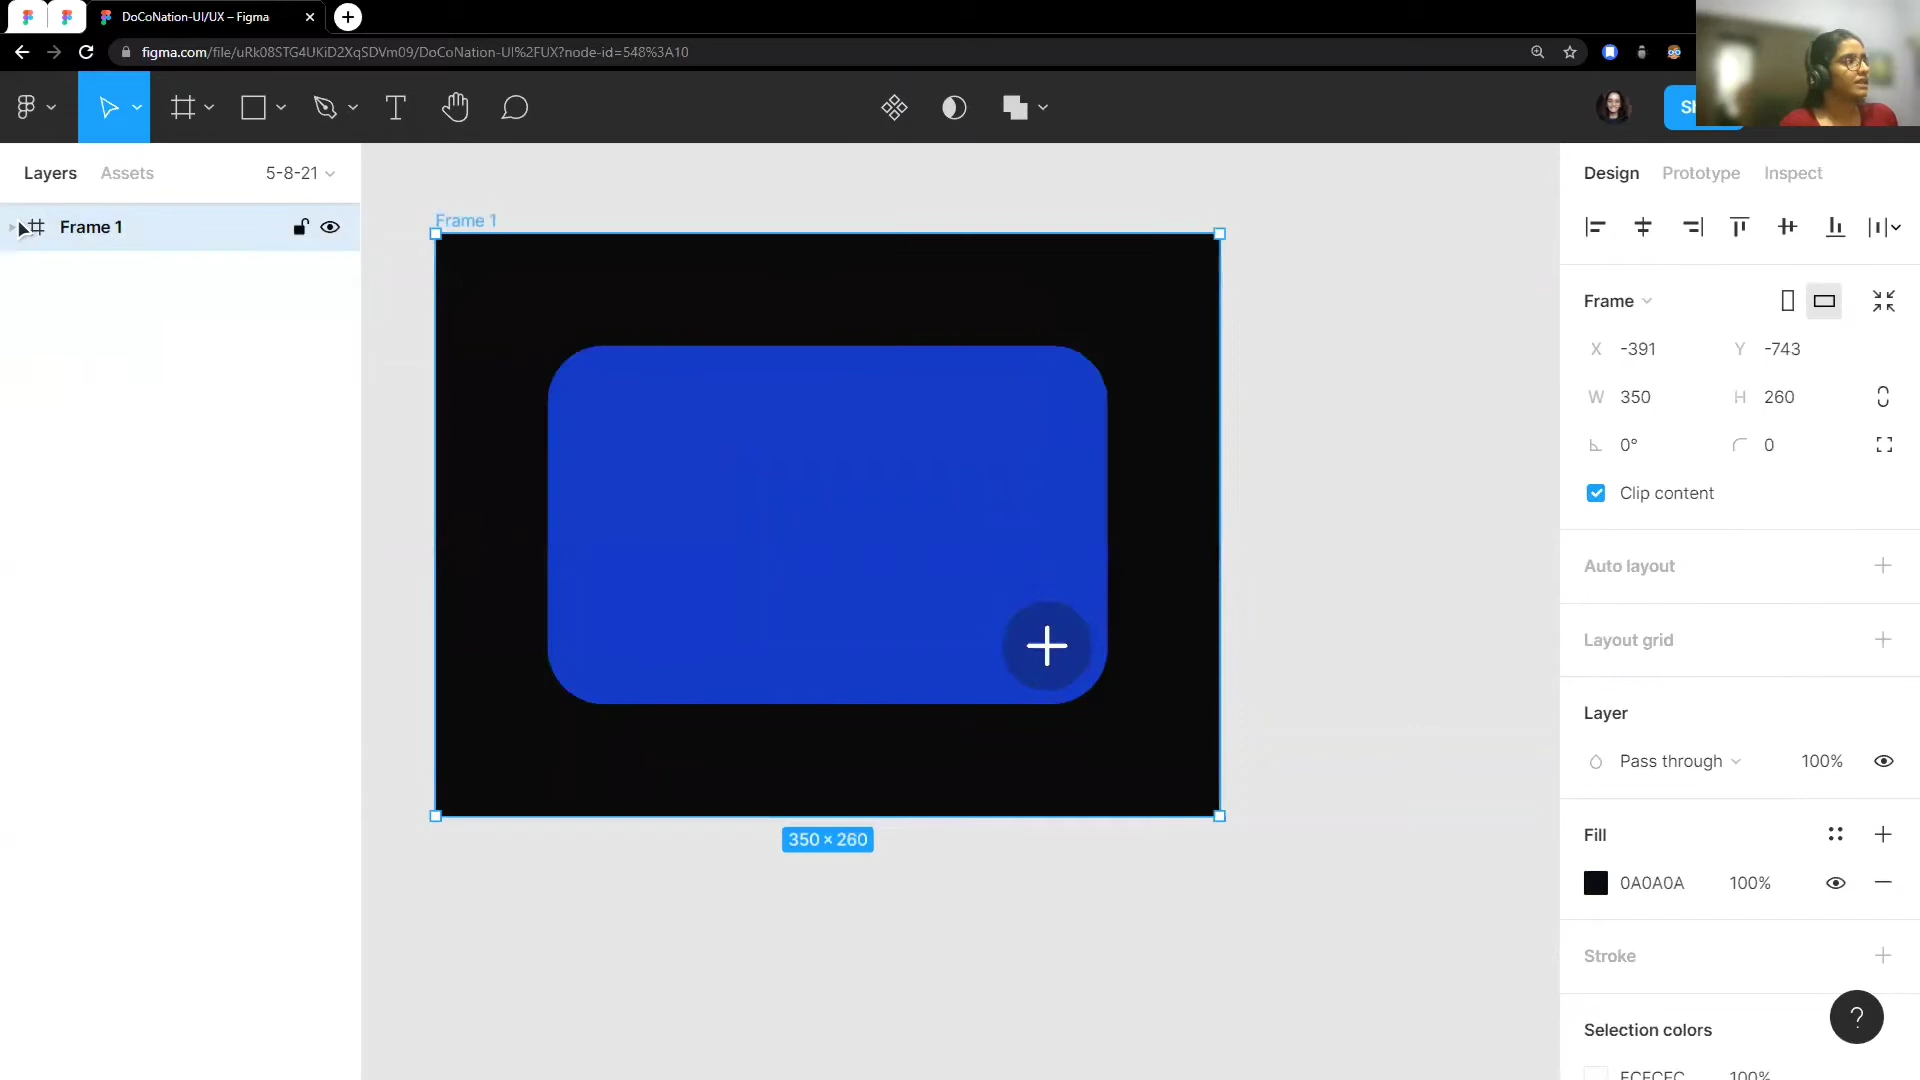 DoCoNation-UI/UX – Figma
figma.com/file/uRk08STG4UKiD2XqSDVm09/DoCoNation-UI%2FUX?node-id=548%3A10
Layers Assets 5-8-21
Frame 1
Frame 1
350 × 260
Design Prototype Inspect
Frame
X -391 Y -743
W 350 H 260
0° 0
Clip content
Auto layout
Layout grid
Layer
Pass through 100%
Fill
0A0A0A 100%
Stroke
?
Selection colors
100%